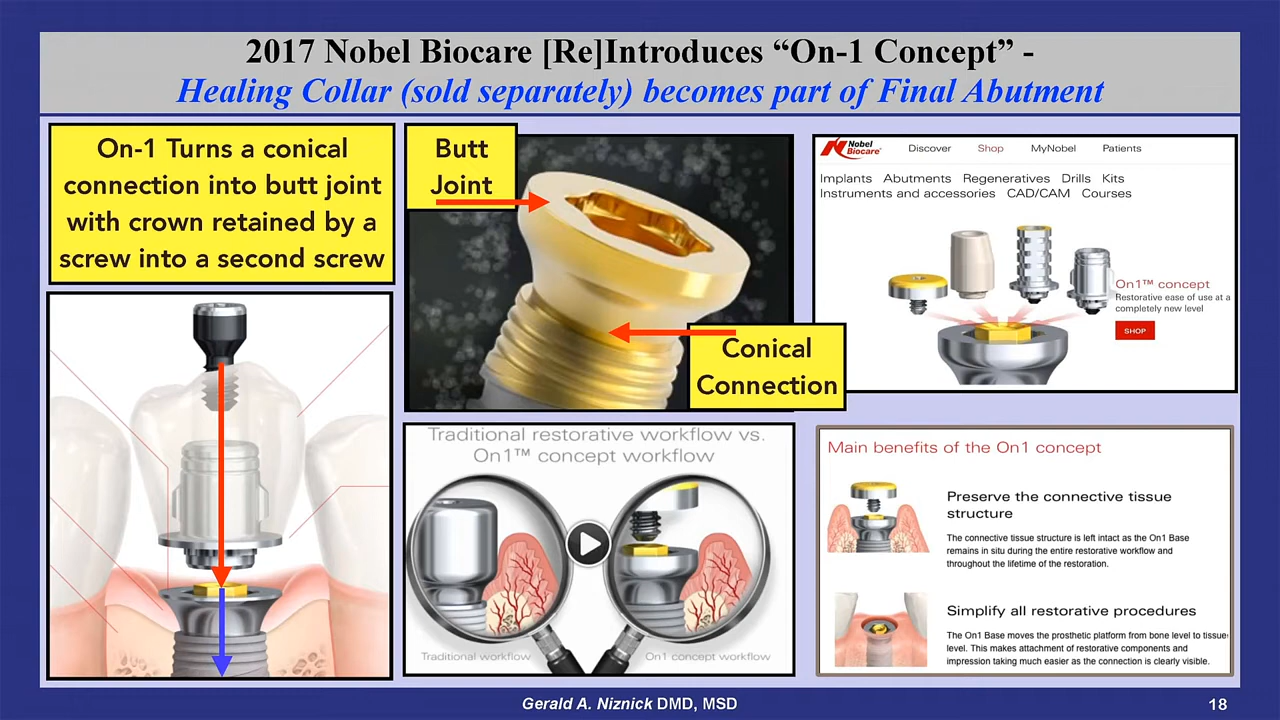 2017 Nobel Biocare [Re]Introduces “On-1 Concept” -
Healing Collar (sold separately) becomes part of Final Abutment
On-1 Turns a conical
connection into butt joint
with crown retained by a
screw into a second screw
Butt
Joint
Conical
Connection
Nobel
Biocare
Discover Shop MyNobel Patients
Implants Abutments Regeneratives Drills Kits
Instruments and accessories CAD/CAM Courses
On1™ concept
Restorative ease of use at a
completely new level
SHOP
Traditional restorative workflow vs.
On1™ concept workflow
Traditional workflow
On1 concept workflow
Main benefits of the On1 concept
Preserve the connective tissue
structure
The connective tissue structure is left intact as the On1 Base
remains in situ during the entire restorative workflow and
throughout the lifetime of the restoration.
Simplify all restorative procedures
The On1 Base moves the prosthetic platform from bone level to tissue
level. This makes attachment of restorative components and
impression taking much easier as the connection is clearly visible.
Gerald A. Niznick DMD, MSD
18